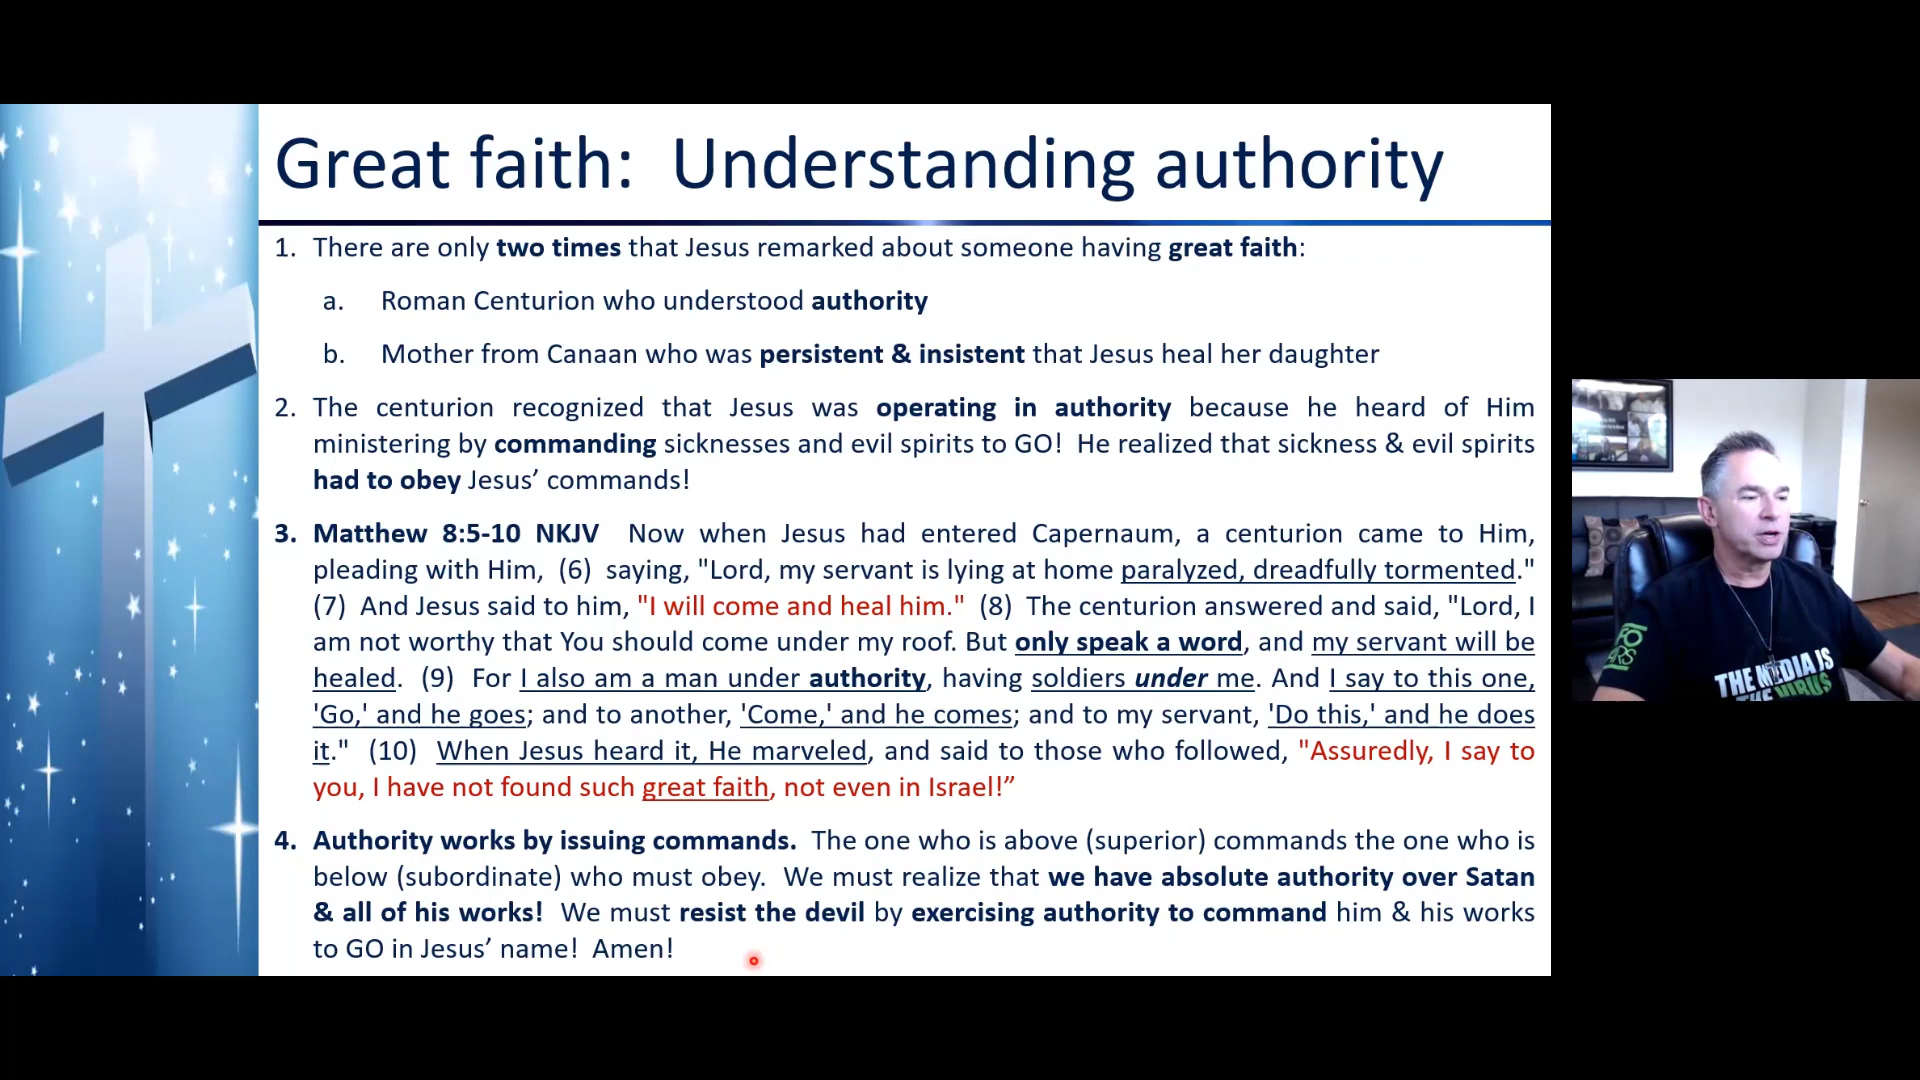 Great faith:  Understanding authority
1. There are only two times that Jesus remarked about someone having great faith:
a. Roman Centurion who understood authority
b. Mother from Canaan who was persistent & insistent that Jesus heal her daughter
2. The centurion recognized that Jesus was operating in authority because he heard of Him
ministering by commanding sicknesses and evil spirits to GO!  He realized that sickness & evil spirits
had to obey Jesus’ commands!
3. Matthew 8:5-10 NKJV  Now when Jesus had entered Capernaum, a centurion came to Him,
pleading with Him,  (6)  saying, "Lord, my servant is lying at home paralyzed, dreadfully tormented."
(7)  And Jesus said to him, "I will come and heal him."  (8)  The centurion answered and said, "Lord, I
am not worthy that You should come under my roof. But only speak a word, and my servant will be
healed.  (9)  For I also am a man under authority, having soldiers under me. And I say to this one,
'Go,' and he goes; and to another, 'Come,' and he comes; and to my servant, 'Do this,' and he does
it."  (10)  When Jesus heard it, He marveled, and said to those who followed, "Assuredly, I say to
you, I have not found such great faith, not even in Israel!”
4. Authority works by issuing commands.  The one who is above (superior) commands the one who is
below (subordinate) who must obey.  We must realize that we have absolute authority over Satan
& all of his works!  We must resist the devil by exercising authority to command him & his works
to GO in Jesus’ name!  Amen!
THE MEDIA IS
THE VIRUS